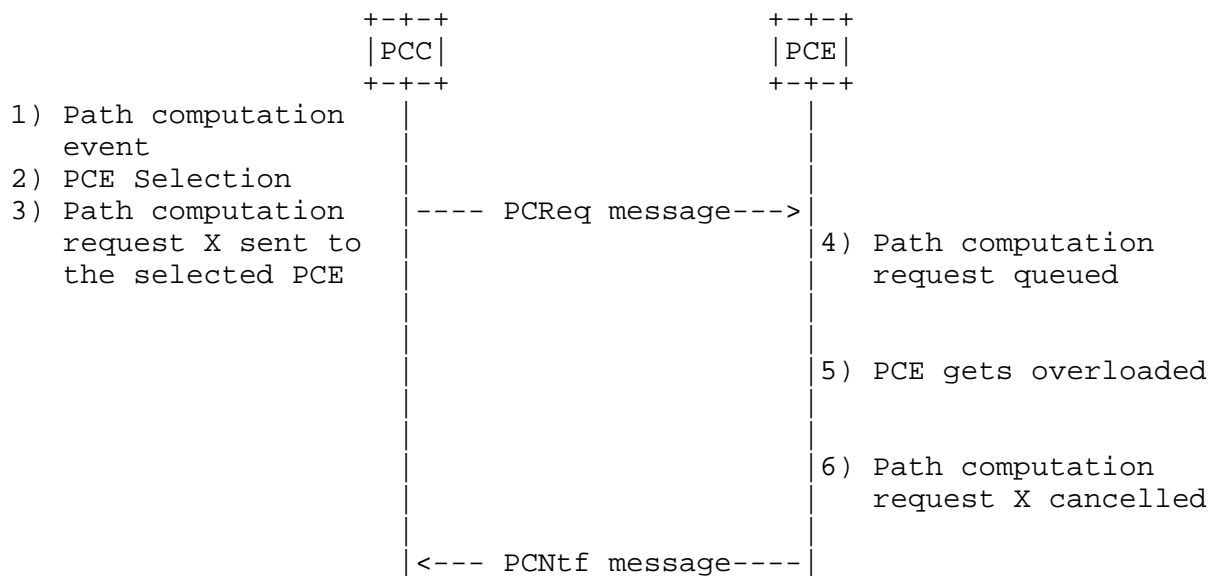 +-+-+                         +-+-+
|PCC|                         |PCE|
+-+-+                         +-+-+
1) Path computation
event
2) PCE Selection
3) Path computation |---- PCReq message--->|
request X sent to |4) Path computation
the selected PCE request queued
|5) PCE gets overloaded
|6) Path computation
request X cancelled
|<--- PCNtf message----|